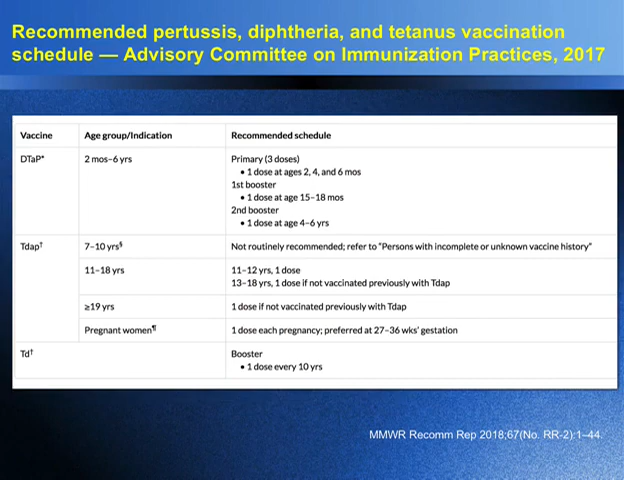 Recommended pertussis, diphtheria, and tetanus vaccination
schedule — Advisory Committee on Immunization Practices, 2017
Vaccine Age group/Indication Recommended schedule
DTaP* 2 mos–6 yrs Primary (3 doses)
• 1 dose at ages 2, 4, and 6 mos
1st booster
• 1 dose at age 15–18 mos
2nd booster
• 1 dose at age 4–6 yrs
Tdap† 7–10 yrs§ Not routinely recommended; refer to "Persons with incomplete or unknown vaccine history"
11–18 yrs 11–12 yrs, 1 dose
13–18 yrs, 1 dose if not vaccinated previously with Tdap
≥19 yrs 1 dose if not vaccinated previously with Tdap
Pregnant women¶ 1 dose each pregnancy; preferred at 27–36 wks' gestation
Td† Booster
• 1 dose every 10 yrs
MMWR Recomm Rep 2018;67(No. RR-2):1–44.